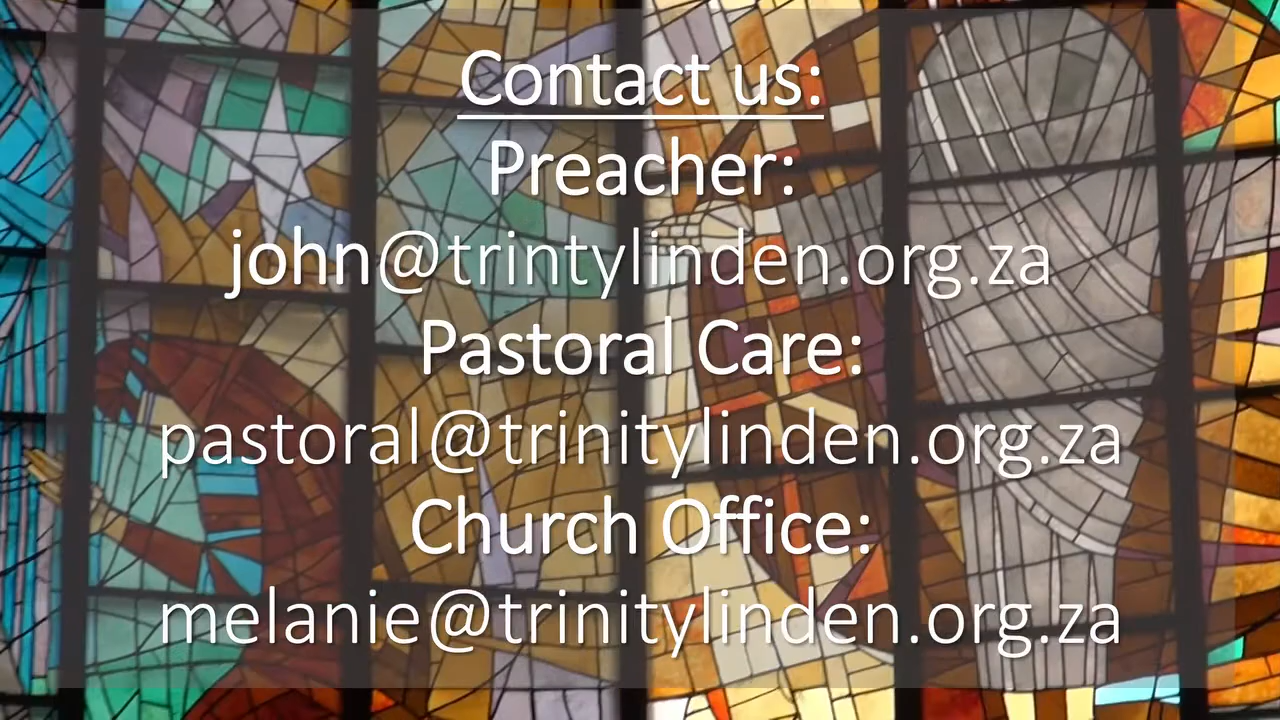 Contact us:
Preacher:
john@trintylinden.org.za
Pastoral Care:
pastoral@trinitylinden.org.za
Church Office:
melanie@trinitylinden.org.za